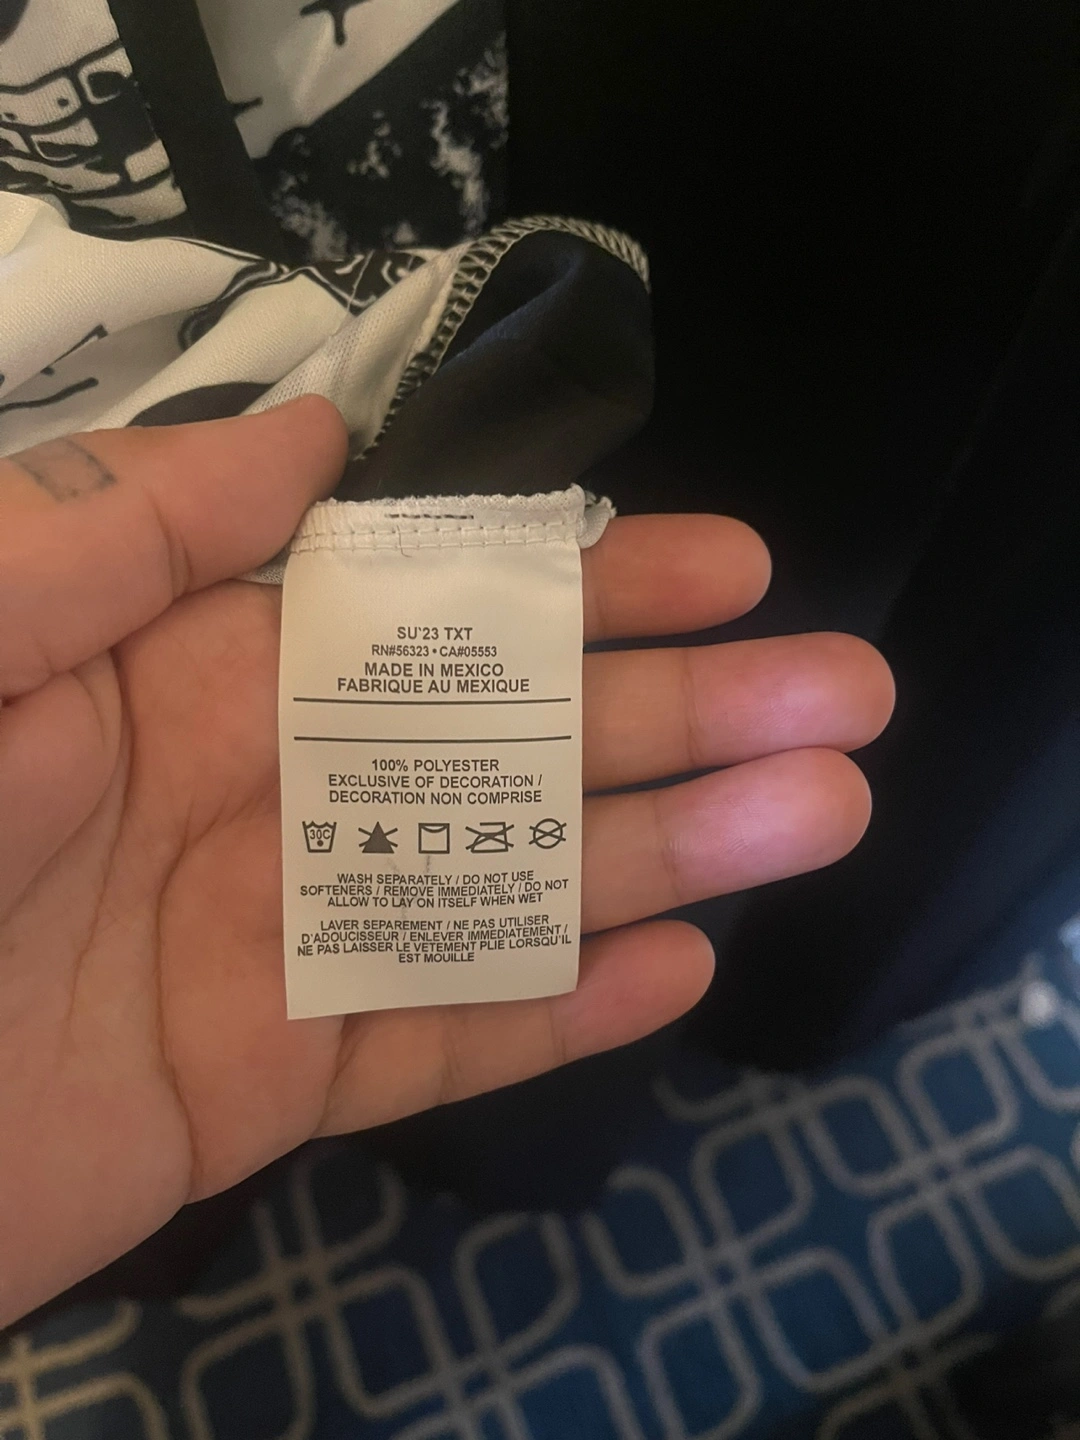 SU'23 TXT
RN#56323 • CA#05553
MADE IN MEXICO
FABRIQUE AU MEXIQUE
100% POLYESTER
EXCLUSIVE OF DECORATION /
DECORATION NON COMPRISE
30C
WASH SEPARATELY / DO NOT USE
SOFTENERS / REMOVE IMMEDIATELY / DO NOT
ALLOW TO LAY ON ITSELF WHEN WET
LAVER SEPAREMENT / NE PAS UTILISER
D'ADOUCISSEUR / ENLEVER IMMEDIATEMENT /
NE PAS LAISSER LE VETEMENT PLIE LORSQU'IL
EST MOUILLE